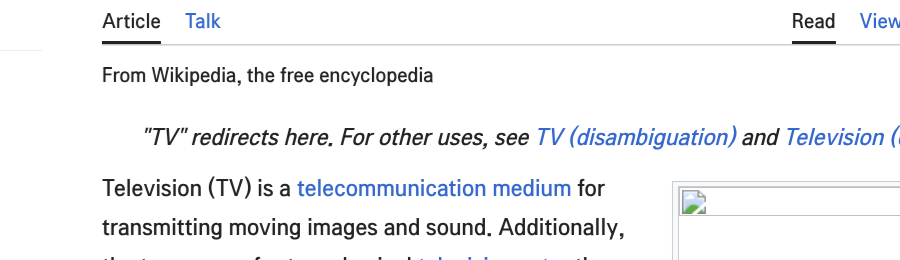 Article Talk Read View
From Wikipedia, the free encyclopedia
"TV" redirects here. For other uses, see TV (disambiguation) and Television (
Television (TV) is a telecommunication medium for
transmitting moving images and sound. Additionally,